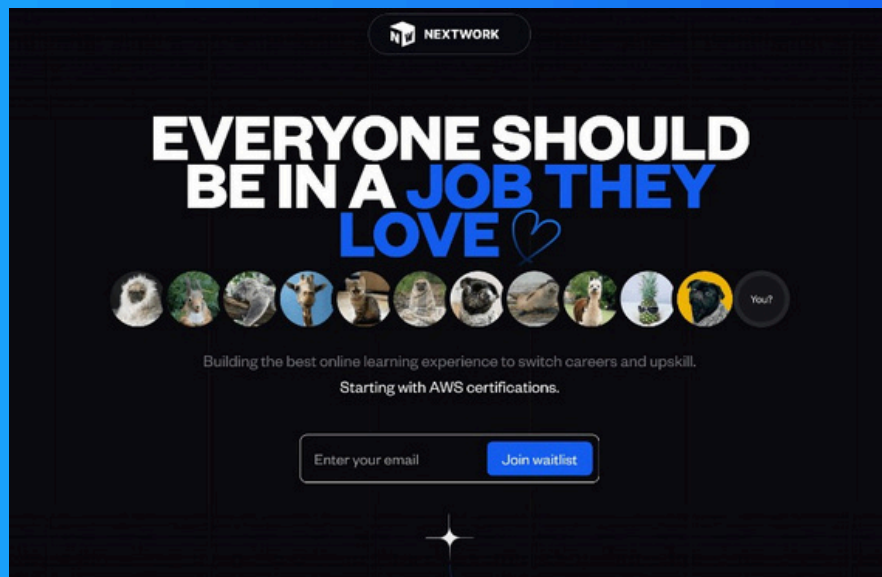 NEXTWORK
EVERYONE SHOULD
BE IN A JOB THEY
LOVE
You?
Building the best online learning experience to switch careers and upskill.
Starting with AWS certifications.
Enter your email
Join waitlist